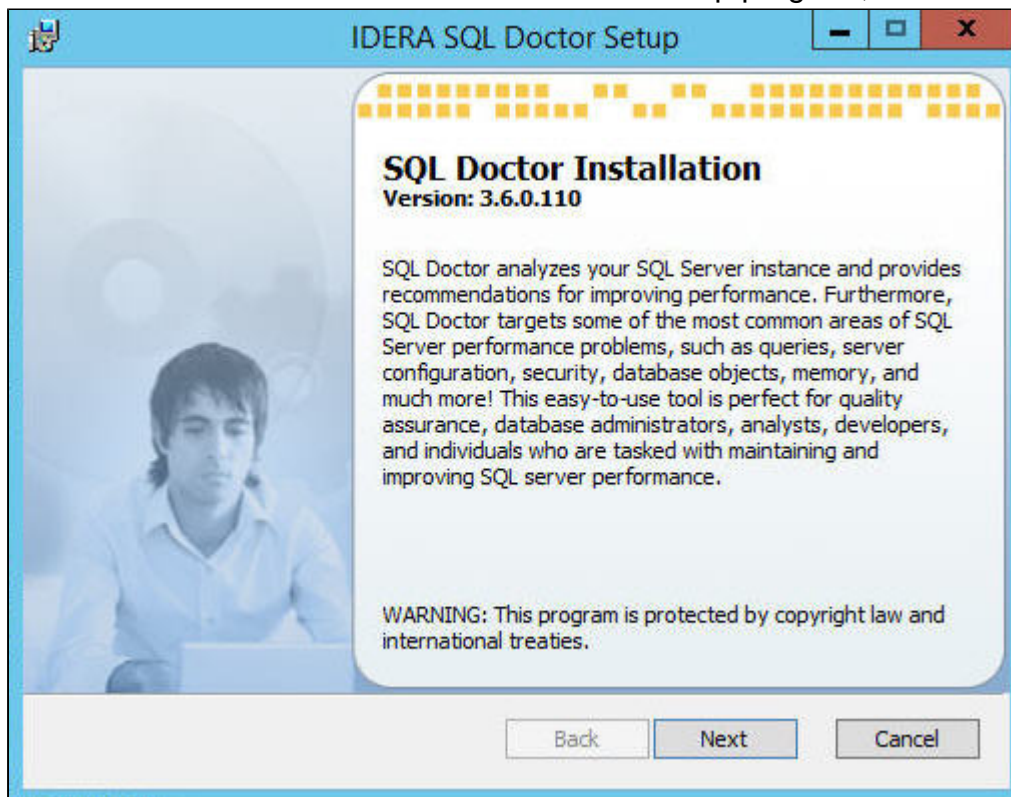 IDERA SQL Doctor Setup
SQL Doctor Installation
Version: 3.6.0.110
SQL Doctor analyzes your SQL Server instance and provides
recommendations for improving performance. Furthermore,
SQL Doctor targets some of the most common areas of SQL
Server performance problems, such as queries, server
configuration, security, database objects, memory, and
much more! This easy-to-use tool is perfect for quality
assurance, database administrators, analysts, developers,
and individuals who are tasked with maintaining and
improving SQL server performance.
WARNING: This program is protected by copyright law and
international treaties.
Back Next Cancel